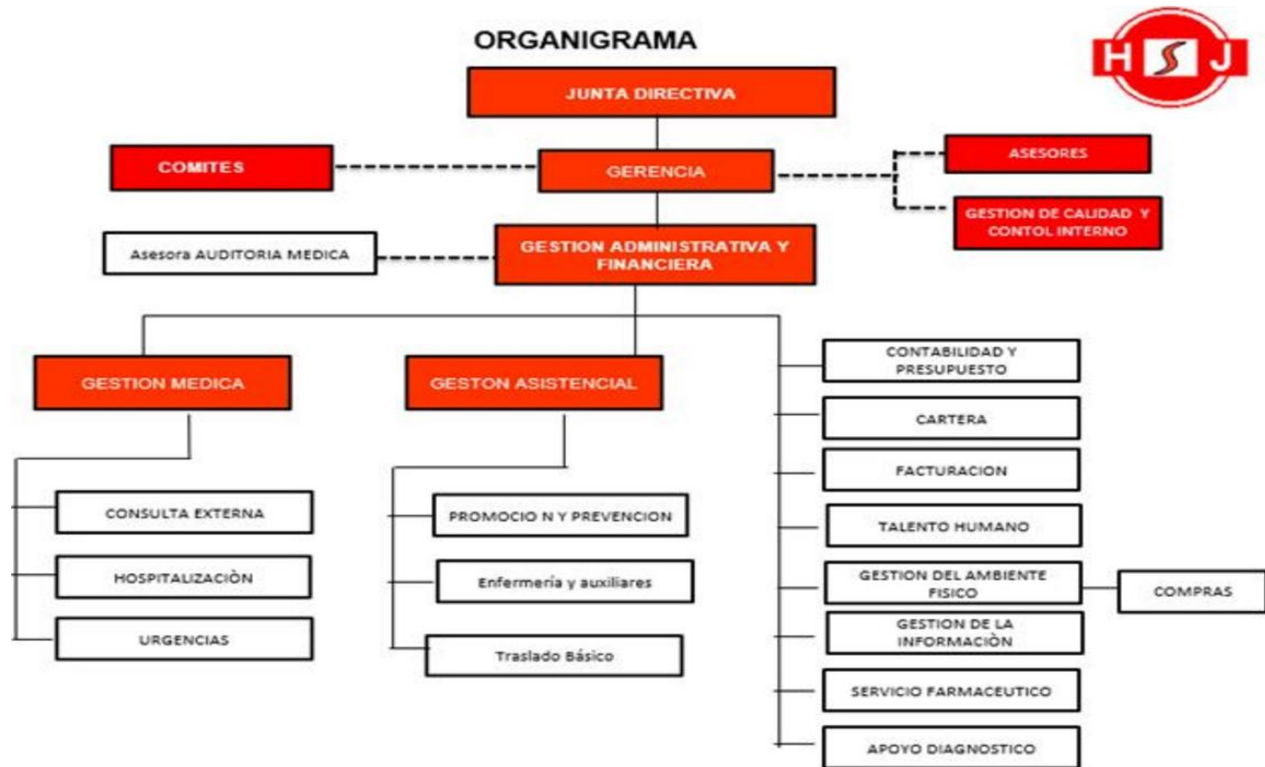 ORGANIGRAMA
H S J
JUNTA DIRECTIVA
COMITES
GERENCIA
ASESORES
GESTION DE CALIDAD Y
CONTOL INTERNO
Asesora AUDITORIA MEDICA
GESTION ADMINISTRATIVA Y
FINANCIERA
GESTION MEDICA
GESTON ASISTENCIAL
CONTABILIDAD Y
PRESUPUESTO
CARTERA
FACTURACION
TALENTO HUMANO
GESTION DEL AMBIENTE
FISICO
COMPRAS
GESTION DE LA
INFORMACIÒN
SERVICIO FARMACEUTICO
APOYO DIAGNOSTICO
CONSULTA EXTERNA
HOSPITALIZACIÒN
URGENCIAS
PROMOCIO N Y PREVENCION
Enfermería y auxiliares
Traslado Básico